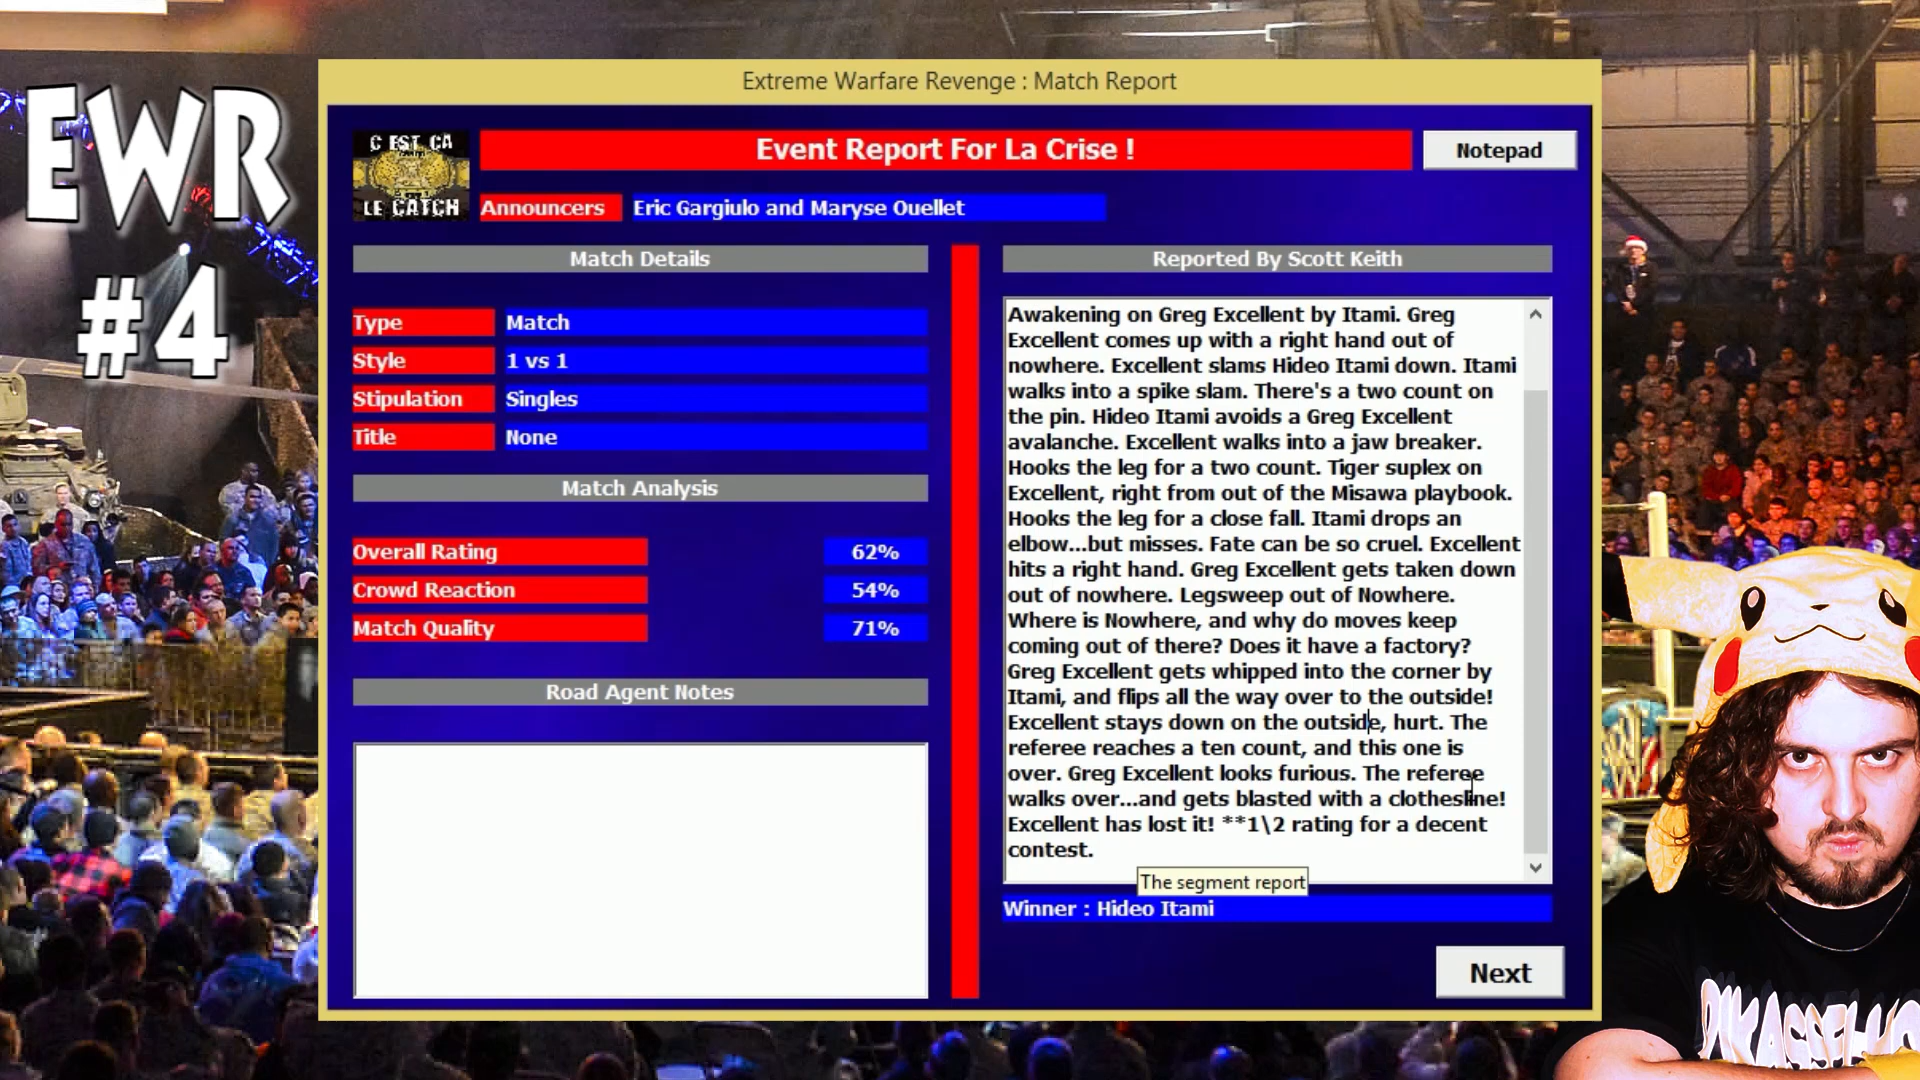 EWR
#4
Extreme Warfare Revenge : Match Report
C EST CA
LE CATCH
Event Report For La Crise !
Notepad
Announcers
Eric Gargiulo and Maryse Ouellet
Match Details
Type
Match
Style
1 vs 1
Stipulation
Singles
Title
None
Match Analysis
Overall Rating
62%
Crowd Reaction
54%
Match Quality
71%
Road Agent Notes
Reported By Scott Keith
Awakening on Greg Excellent by Itami. Greg
Excellent comes up with a right hand out of
nowhere. Excellent slams Hideo Itami down. Itami
walks into a spike slam. There's a two count on
the pin. Hideo Itami avoids a Greg Excellent
avalanche. Excellent walks into a jaw breaker.
Hooks the leg for a two count. Tiger suplex on
Excellent, right from out of the Misawa playbook.
Hooks the leg for a close fall. Itami drops an
elbow...but misses. Fate can be so cruel. Excellent
hits a right hand. Greg Excellent gets taken down
out of nowhere. Legsweep out of Nowhere.
Where is Nowhere, and why do moves keep
coming out of there? Does it have a factory?
Greg Excellent gets whipped into the corner by
Itami, and flips all the way over to the outside!
Excellent stays down on the outside, hurt. The
referee reaches a ten count, and this one is
over. Greg Excellent looks furious. The referee
walks over...and gets blasted with a clothesline!
Excellent has lost it! **1\2 rating for a decent
contest.
The segment report
Winner : Hideo Itami
Next